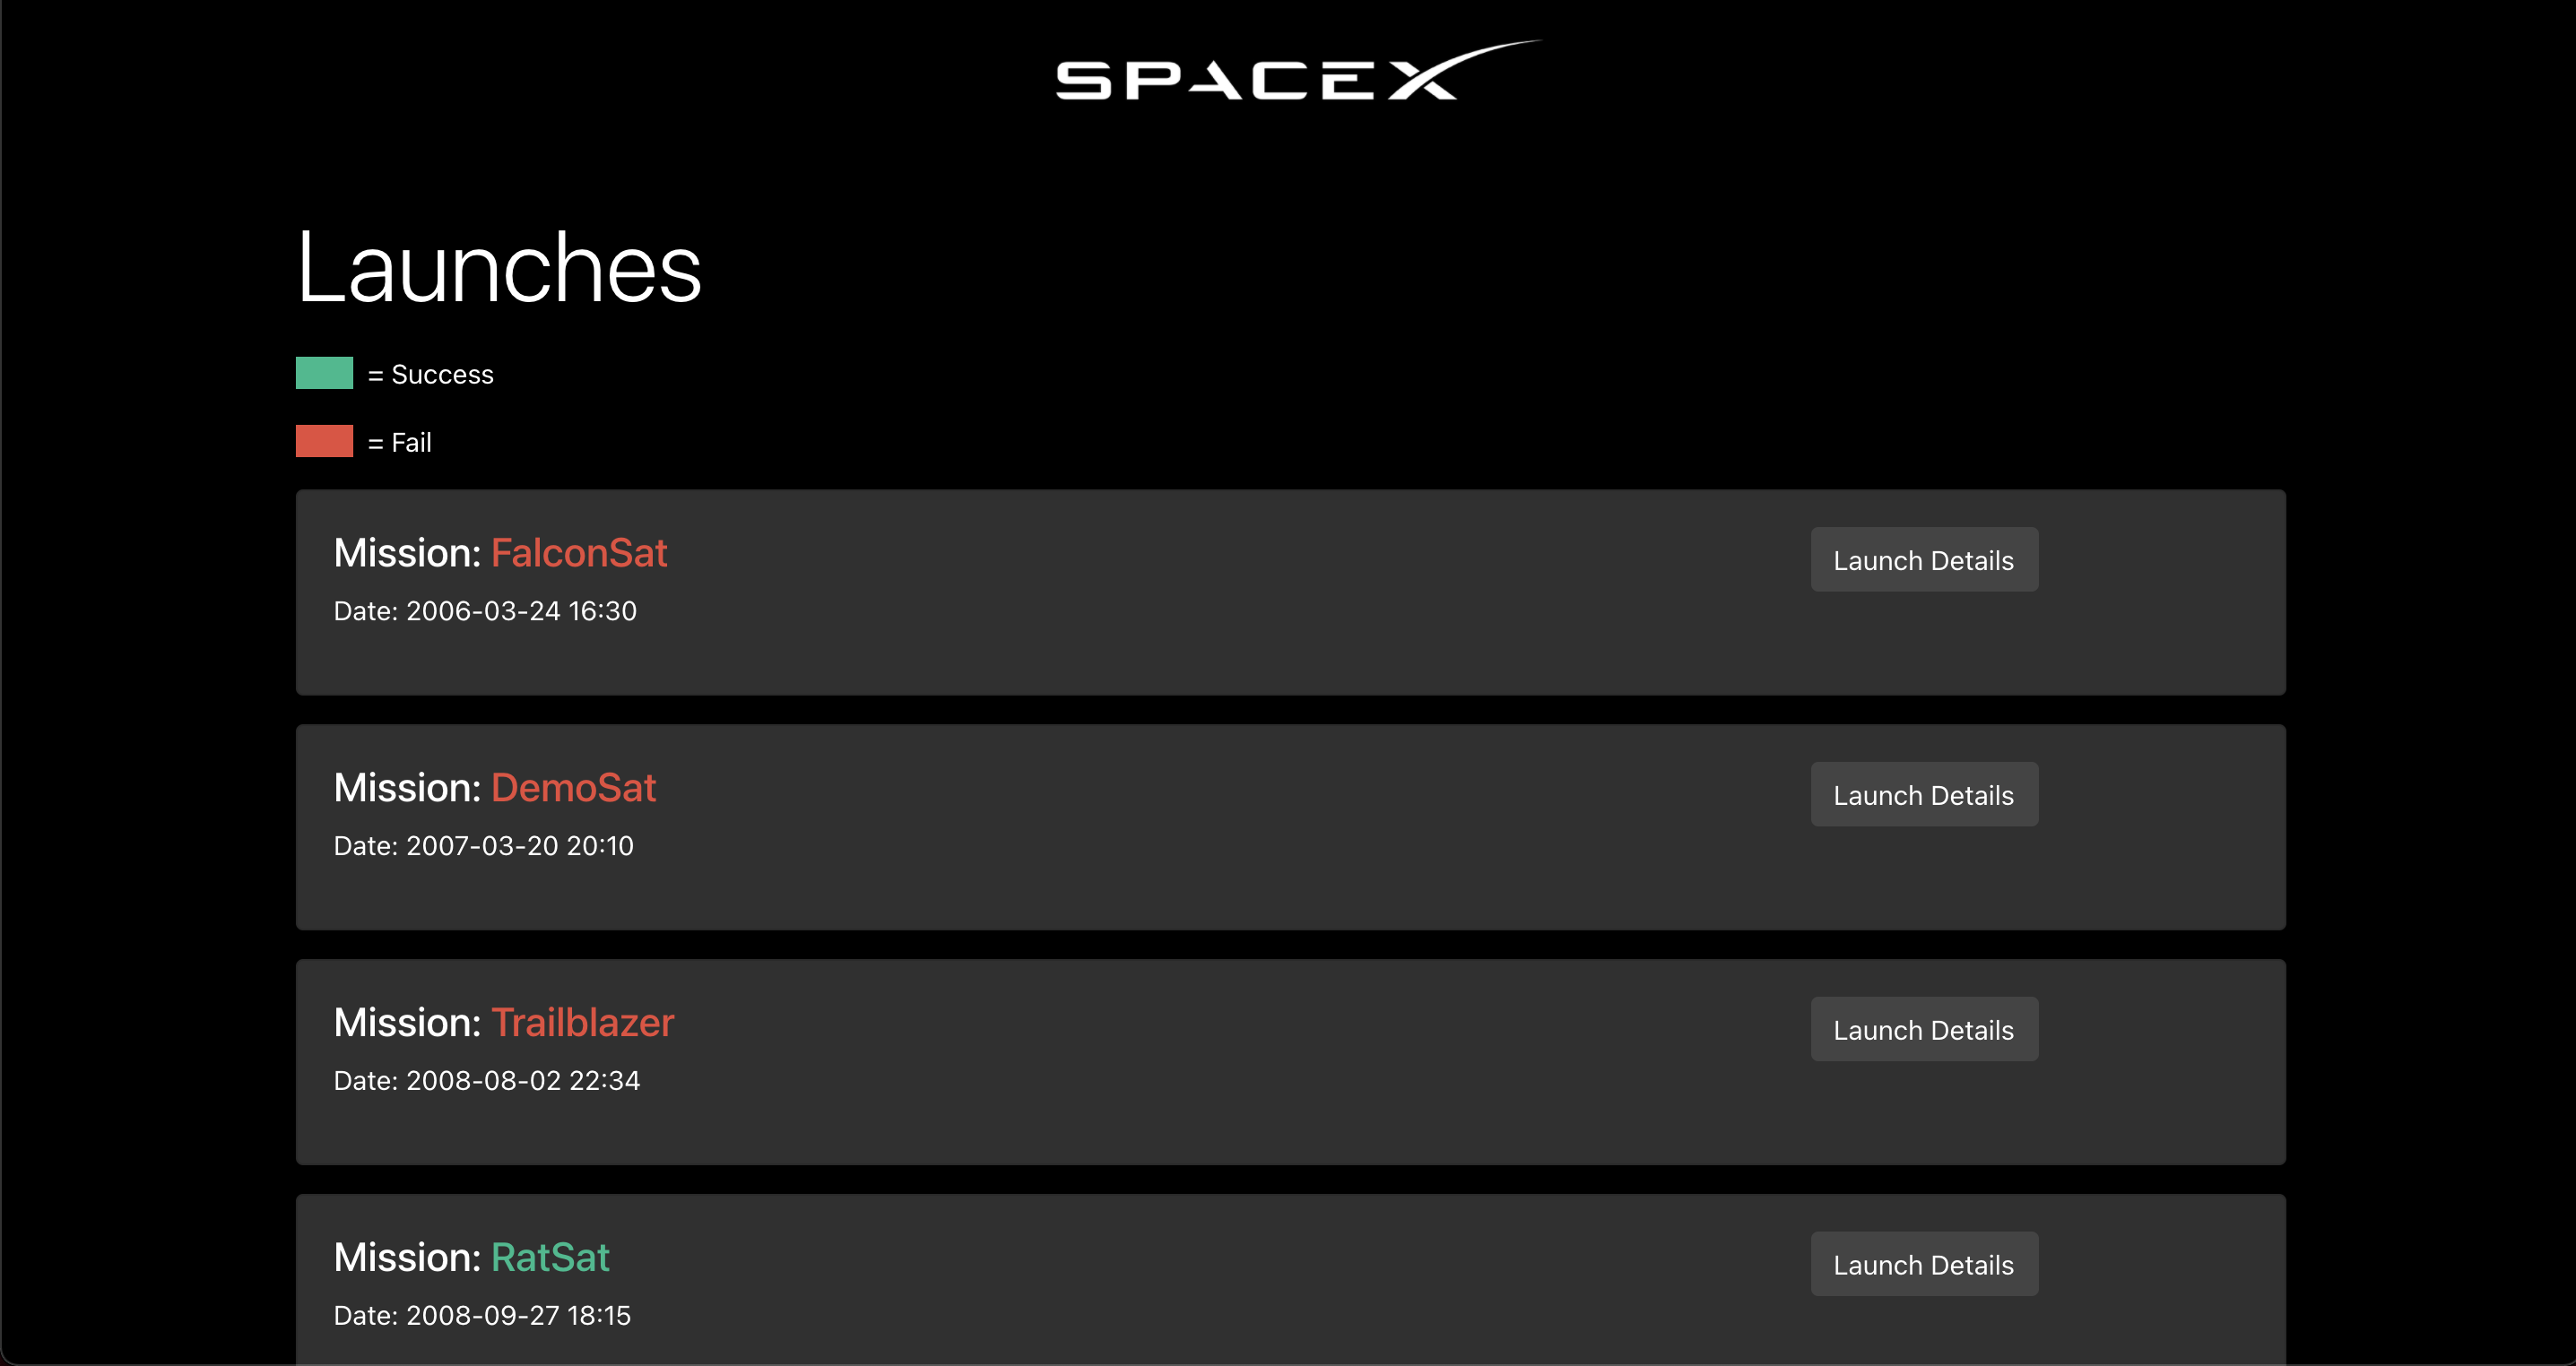 SPACEX
Launches
= Success
= Fail
Mission: FalconSat
Launch Details
Date: 2006-03-24 16:30
Mission: DemoSat
Launch Details
Date: 2007-03-20 20:10
Mission: Trailblazer
Launch Details
Date: 2008-08-02 22:34
Mission: RatSat
Launch Details
Date: 2008-09-27 18:15